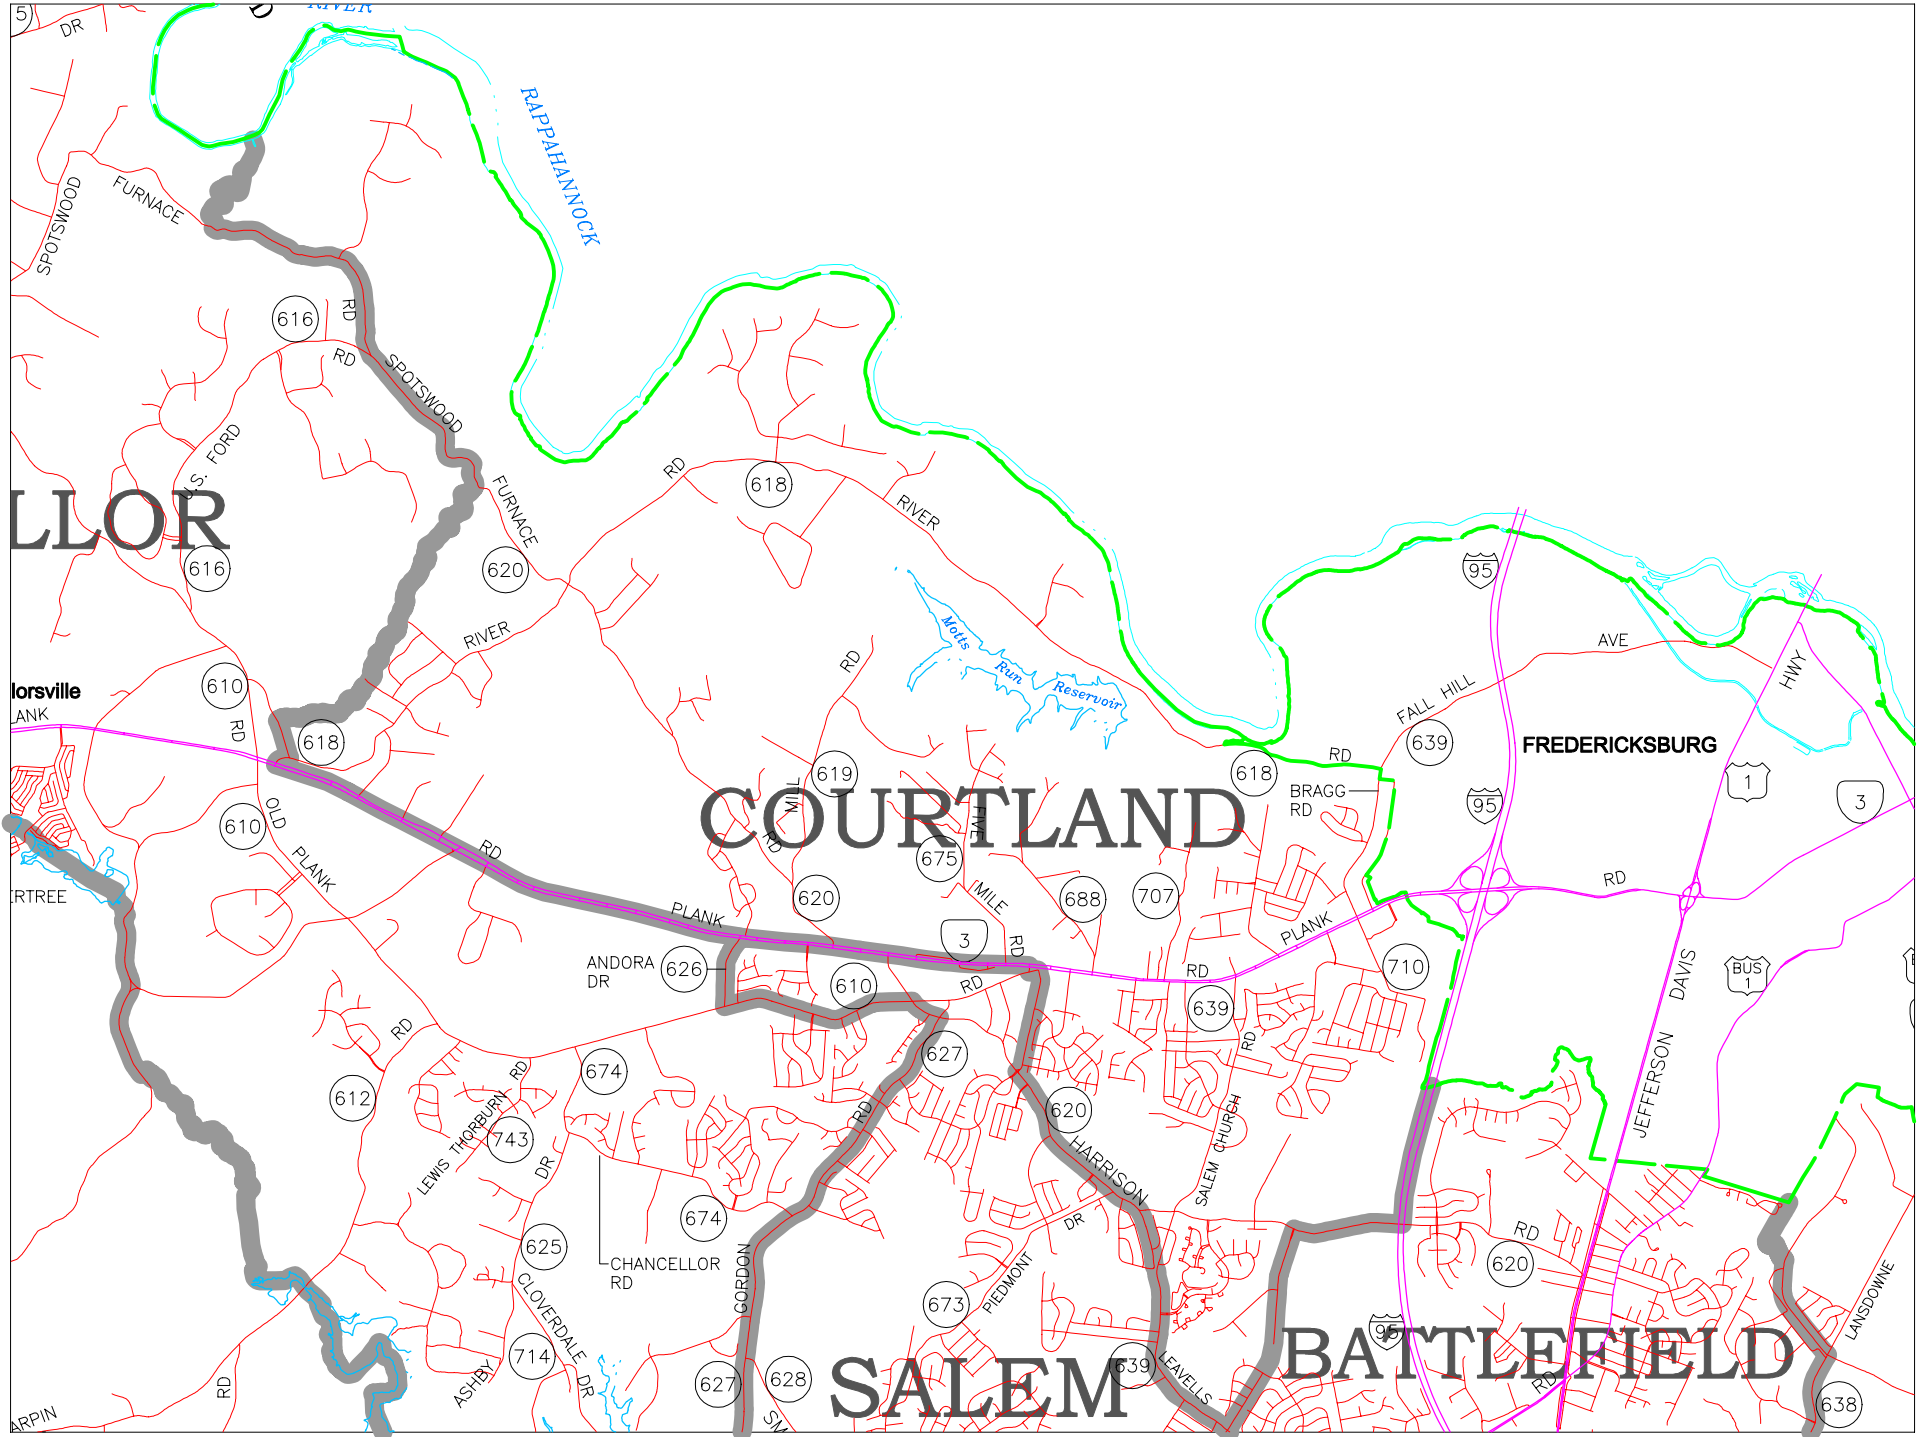 5
DR
RIVER
D
RAPPAHANNOCK
FURNACE
SPOTSWOOD
616
RD
RD
SPOTSWOOD
U.S. FORD
LLOR
616
FURNACE
620
RD
618
RIVER
RIVER
Motts
Run
Reservoir
95
AVE
HWY
FALL HILL
639
FREDERICKSBURG
610
RD
lorsville
LANK
618
RD
619
MILL
RD
618
RD
BRAGG
RD
95
1
3
COURTLAND
610
OLD
PLANK
RD
FIVE
675
MILE
RD
688
707
PLANK
RD
ERTREE
620
PLANK
3
ANDORA
DR
626
610
RD
RD
639
RD
710
BUS
1
JEFFERSON
DAVIS
RD
612
674
627
RD
620
LEWIS THORBURN
RD
743
DR
HARRISON
SALEM CHURCH
674
DR
625
CHANCELLOR
RD
GORDON
PIEDMONT
673
RD
620
LANSDOWNE
CLOVERDALE
DR
714
ASHBY
RD
ARPIN
627
628
SM
SALEM
639
LEAVELLS
95
BATTLEFIELD
RD
638